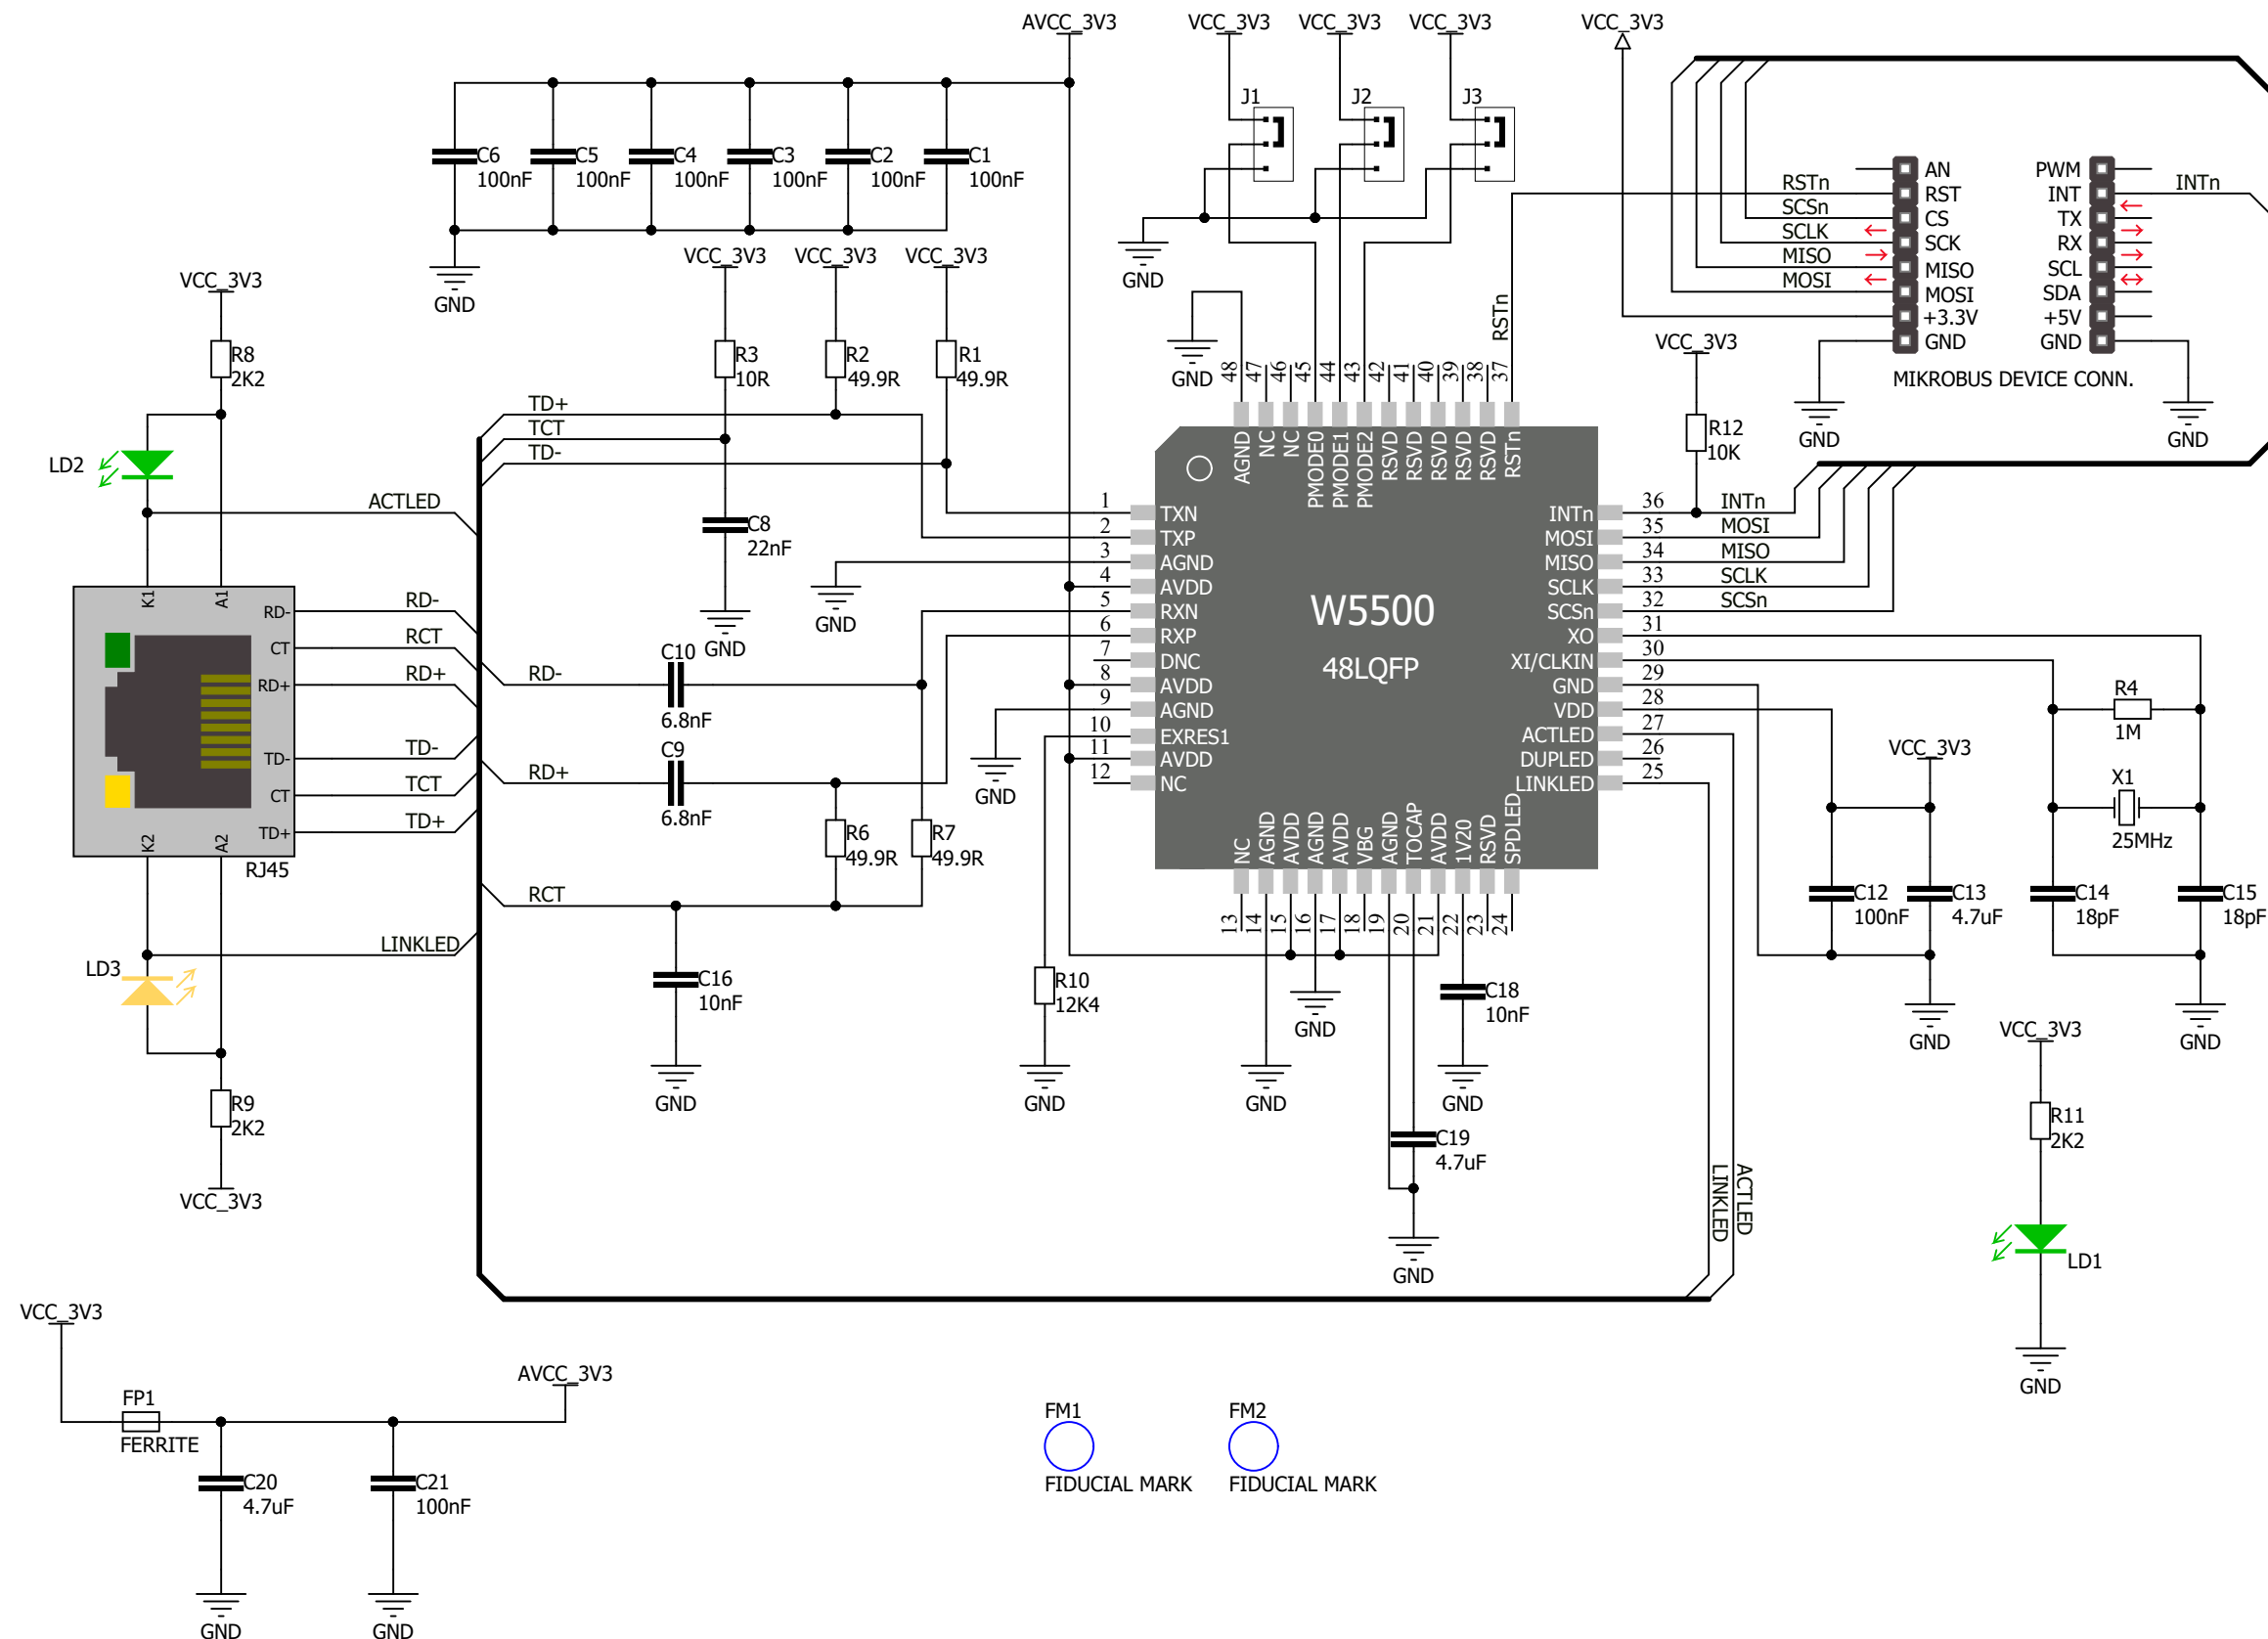 AVCC_3V3
VCC_3V3
VCC_3V3
VCC_3V3
VCC_3V3
J1
J2
J3
C6
100nF
C5
100nF
C4
100nF
C3
100nF
C2
100nF
C1
100nF
GND
GND
RSTn
SCSn
SCLK
MISO
MOSI
AN
RST
CS
SCK
MISO
MOSI
+3.3V
GND
PWM
INT
TX
RX
SCL
SDA
+5V
GND
INTn
MIKROBUS DEVICE CONN.
GND
GND
VCC_3V3
R12
10K
VCC_3V3
R8
2K2
VCC_3V3
R3
10R
VCC_3V3
R2
49.9R
VCC_3V3
R1
49.9R
GND
RSTn
TD+
TCT
TD-
LD2
ACTLED
C8
22nF
GND
GND
48
47
46
45
44
43
42
41
40
39
38
37
AGND
NC
NC
PMODE0
PMODE1
PMODE2
RSVD
RSVD
RSVD
RSVD
RSVD
RSTn
W5500
48LQFP
1 TXN
2 TXP
3 AGND
4 AVDD
5 RXN
6 RXP
7 DNC
8 AVDD
9 AGND
10 EXRES1
11 AVDD
12 NC
INTn 36 INTn
MOSI 35 MOSI
MISO 34 MISO
SCLK 33 SCLK
SCSn 32 SCSn
XO 31
XI/CLKIN 30
GND 29
VDD 28
ACTLED 27
DUPLED 26
LINKLED 25
NC
AGND
AVDD
AGND
AVDD
VBG
AGND
TOCAP
AVDD
1V20
RSVD
SPDLED
13
14
15
16
17
18
19
20
21
22
23
24
K1
A1
RD-
CT
RD+
TD-
CT
TD+
K2
A2
RJ45
RD-
RCT
RD+
TD-
TCT
TD+
LINKLED
RD-
C10
6.8nF
RD+
C9
6.8nF
R6
49.9R
R7
49.9R
RCT
C16
10nF
GND
GND
R10
12K4
GND
GND
GND
C18
10nF
GND
C19
4.7uF
GND
R4
1M
X1
25MHz
VCC_3V3
C12
100nF
C13
4.7uF
C14
18pF
C15
18pF
GND
GND
LD3
R9
2K2
VCC_3V3
LINKLED
ACTLED
VCC_3V3
R11
2K2
LD1
GND
VCC_3V3
FP1
FERRITE
AVCC_3V3
C20
4.7uF
C21
100nF
GND
GND
FM1
FIDUCIAL MARK
FM2
FIDUCIAL MARK